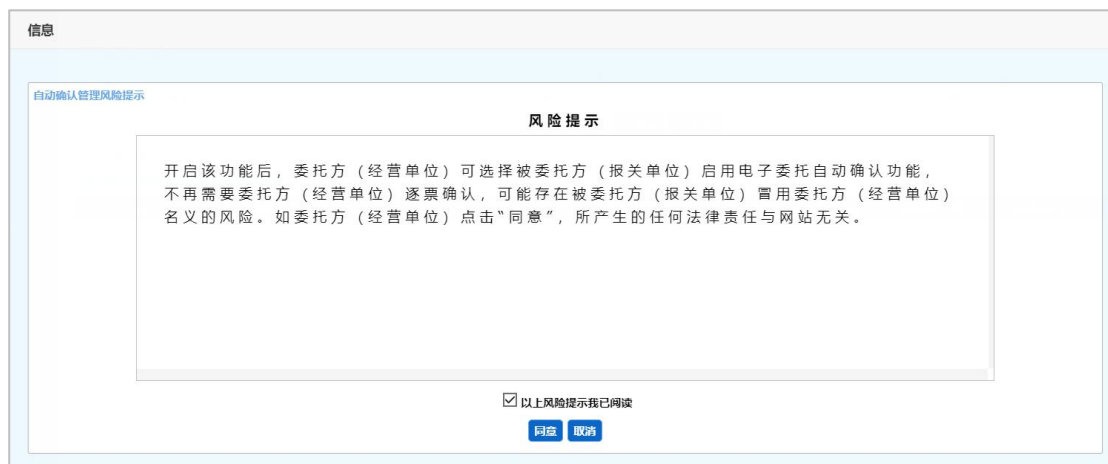 信息
自动确认管理风险提示
风险提示
开启该功能后，委托方（经营单位）可选择被委托方（报关单位）启用电子委托自动确认功能，
不再需要委托方（经营单位）逐票确认，可能存在被委托方（报关单位）冒用委托方（经营单位）
名义的风险。如委托方（经营单位）点击“同意”，所产生的任何法律责任与网站无关。
以上风险提示我已阅读
同意 取消